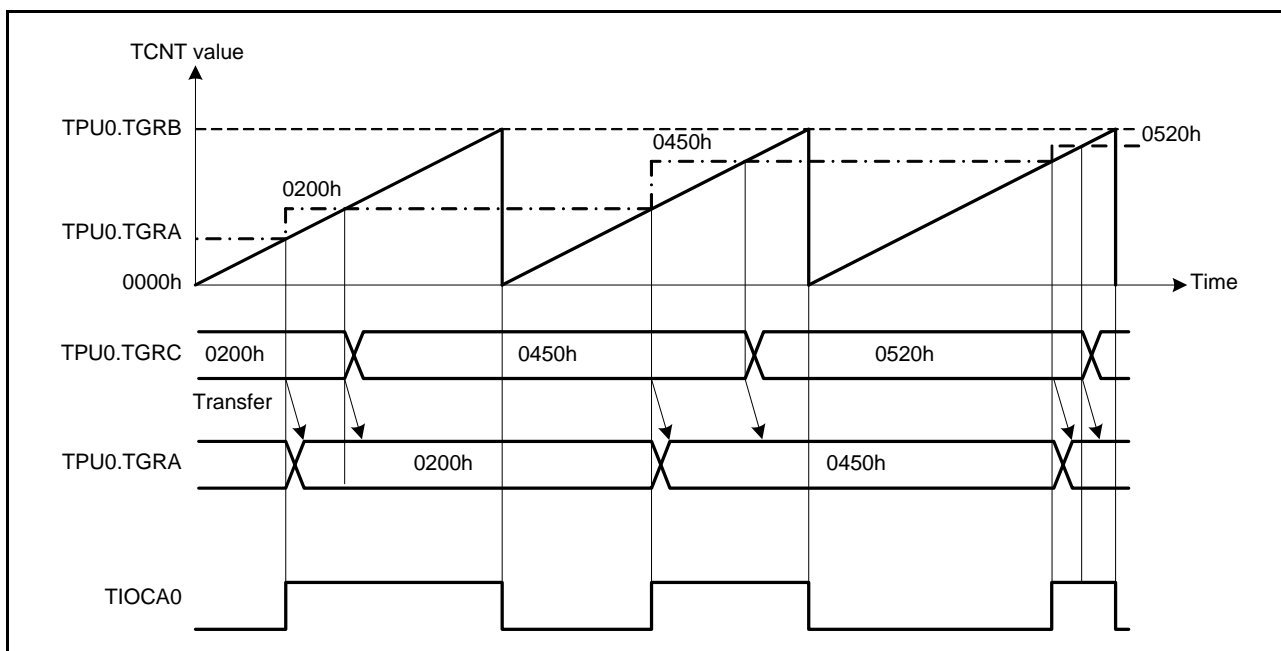 TCNT value
TPU0.TGRB
0450h
0520h
0200h
TPU0.TGRA
0000h
Time
TPU0.TGRC
0200h
0450h
0520h
Transfer
TPU0.TGRA
0200h
0450h
TIOCA0